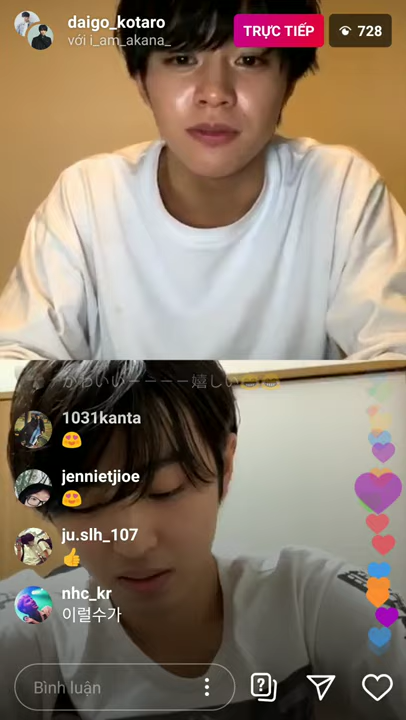 daigo_kotaro
với i_am_akana_
TRỰC TIẾP
728
かわいいーーーー嬉しい😂😂
1031kanta
😍
jennietjioe
😍
ju.slh_107
👍
nhc_kr
이럴수가
Bình luận